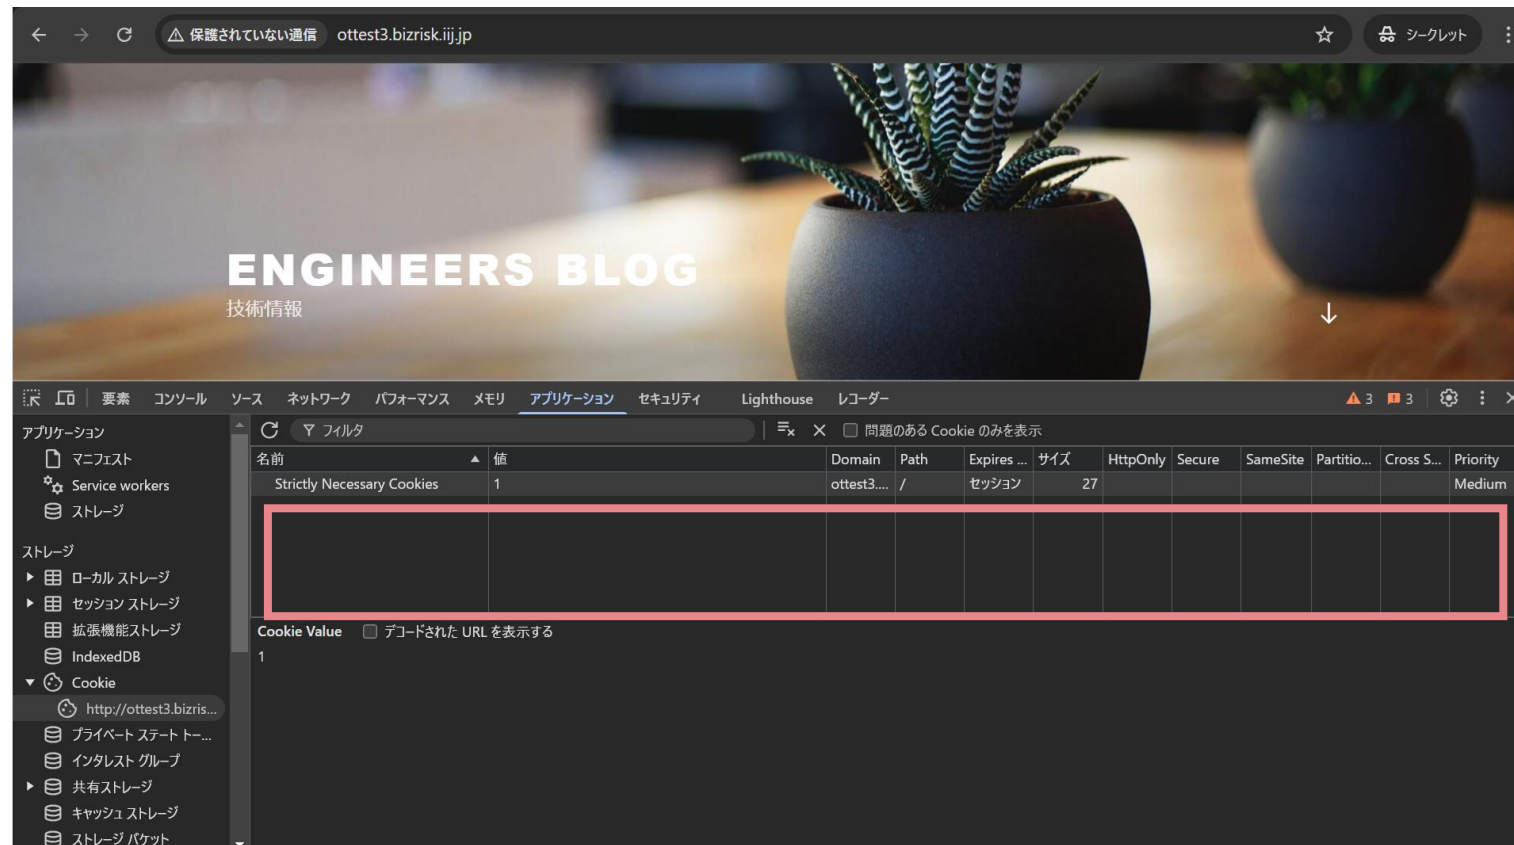 保護されていない通信 ottest3.bizrisk.iij.jp シークレット
ENGINEERS BLOG
技術情報
要素 コンソール ソース ネットワーク パフォーマンス メモリ アプリケーション セキュリティ Lighthouse レコーダー 3 3
アプリケーション
マニフェスト
Service workers
ストレージ
ストレージ
ローカル ストレージ
セッション ストレージ
拡張機能ストレージ
IndexedDB
Cookie
http://ottest3.bizris...
プライベート ステート トー...
インタレスト グループ
共有ストレージ
キャッシュ ストレージ
ストレージ バケット
フィルタ 問題のある Cookie のみを表示
名前 値 Domain Path Expires ... サイズ HttpOnly Secure SameSite Partitio... Cross S... Priority
Strictly Necessary Cookies 1 ottest3.... / セッション 27 Medium
Cookie Value デコードされた URL を表示する
1